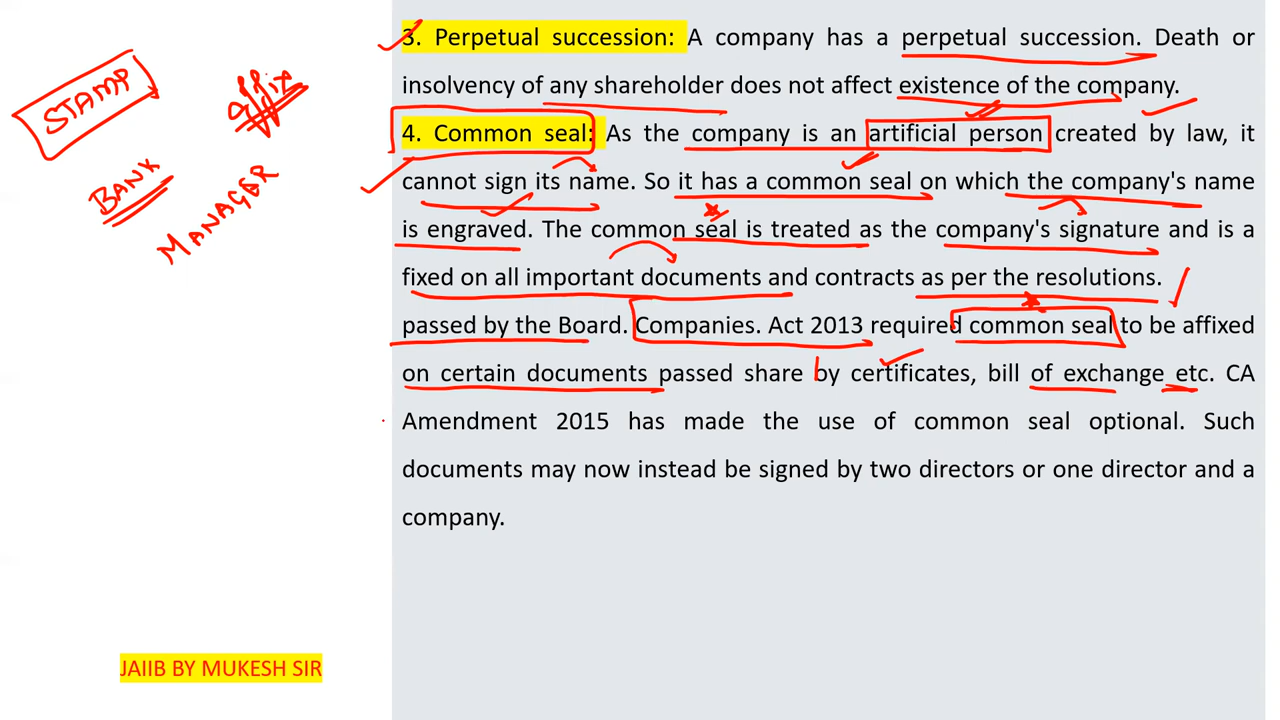 STAMP
affix
BANK
MANAGER
3. Perpetual succession: A company has a perpetual succession. Death or
insolvency of any shareholder does not affect existence of the company.
4. Common seal: As the company is an artificial person created by law, it
cannot sign its name. So it has a common seal on which the company's name
is engraved. The common seal is treated as the company's signature and is a
fixed on all important documents and contracts as per the resolutions.
passed by the Board. Companies. Act 2013 required common seal to be affixed
on certain documents passed share by certificates, bill of exchange etc. CA
Amendment 2015 has made the use of common seal optional. Such
documents may now instead be signed by two directors or one director and a
company.
JAIIB BY MUKESH SIR